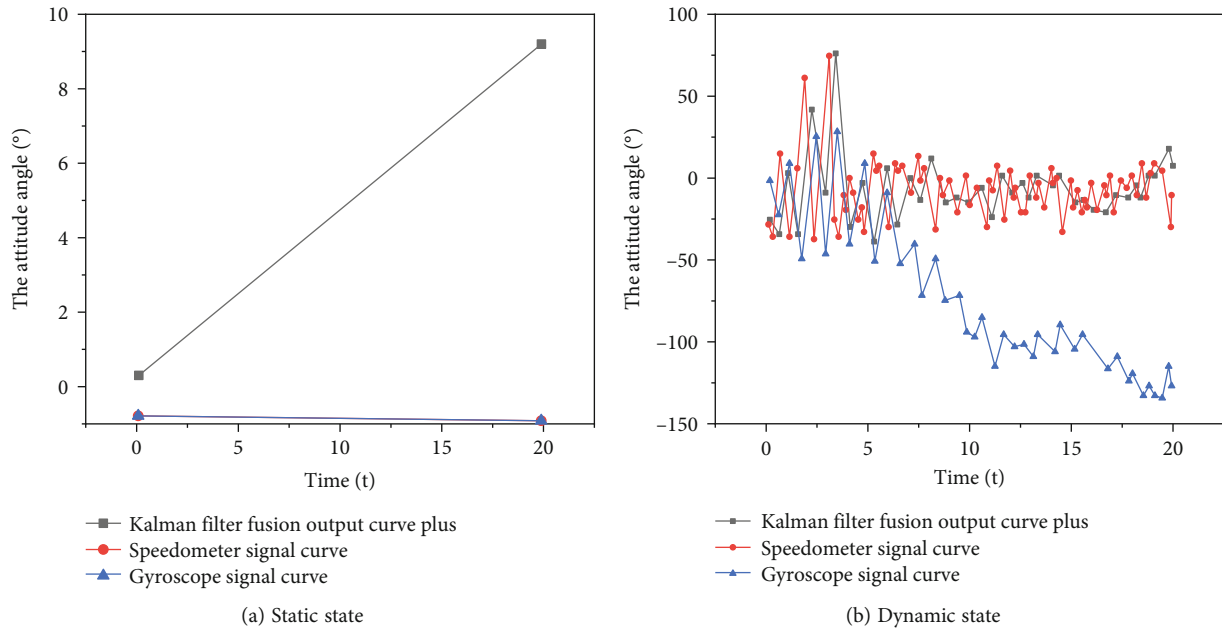 10
8
6
4
2
0
The attitude angle (°)
0
5
10
15
20
Time (t)
Kalman filter fusion output curve plus
Speedometer signal curve
Gyroscope signal curve
(a) Static state
100
50
0
−50
−100
−150
The attitude angle (°)
0
5
10
15
20
Time (t)
Kalman filter fusion output curve plus
Speedometer signal curve
Gyroscope signal curve
(b) Dynamic state